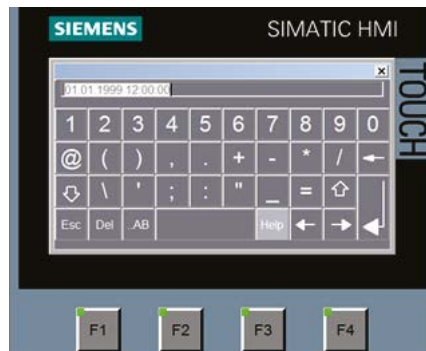 SIEMENS SIMATIC HMI
TOUCH
01.01.1999 12:00:00
1 2 3 4 5 6 7 8 9 0
@ ( ) , . + - * /
\ ' ; : " _ =
Esc Del .AB Help
F1 F2 F3 F4